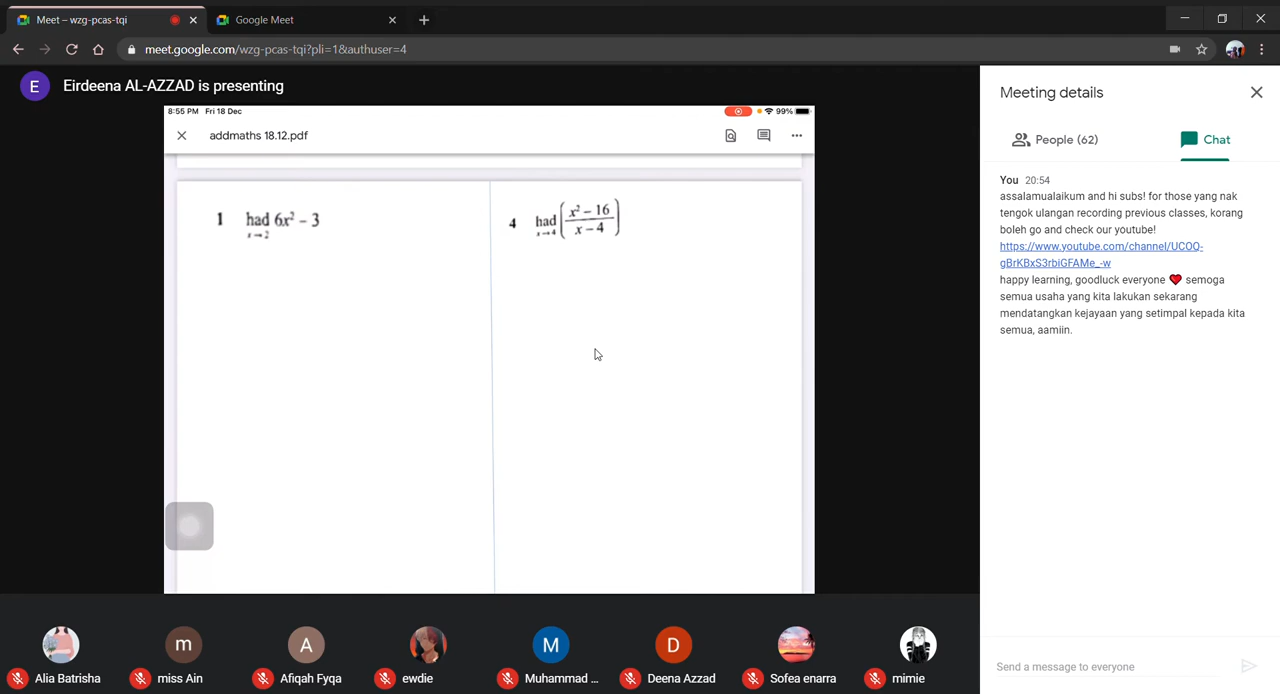 Meet – wzg-pcas-tqi
Google Meet
meet.google.com/wzg-pcas-tqi?pli=1&authuser=4
E
Eirdeena AL-AZZAD is presenting
8:55 PM Fri 18 Dec
99%
addmaths 18.12.pdf
1 had 6x² – 3
x→2
4 had (x² – 16 / x – 4)
x→4
Meeting details
People (62)
Chat
You 20:54
assalamualaikum and hi subs! for those yang nak
tengok ulangan recording previous classes, korang
boleh go and check our youtube!
https://www.youtube.com/channel/UCOQ-
gBrKBxS3rbiGFAMe_-w
happy learning, goodluck everyone ❤️ semoga
semua usaha yang kita lakukan sekarang
mendatangkan kejayaan yang setimpal kepada kita
semua, aamiin.
Send a message to everyone
m
A
M
D
Alia Batrisha
miss Ain
Afiqah Fyqa
ewdie
Muhammad ...
Deena Azzad
Sofea enarra
mimie